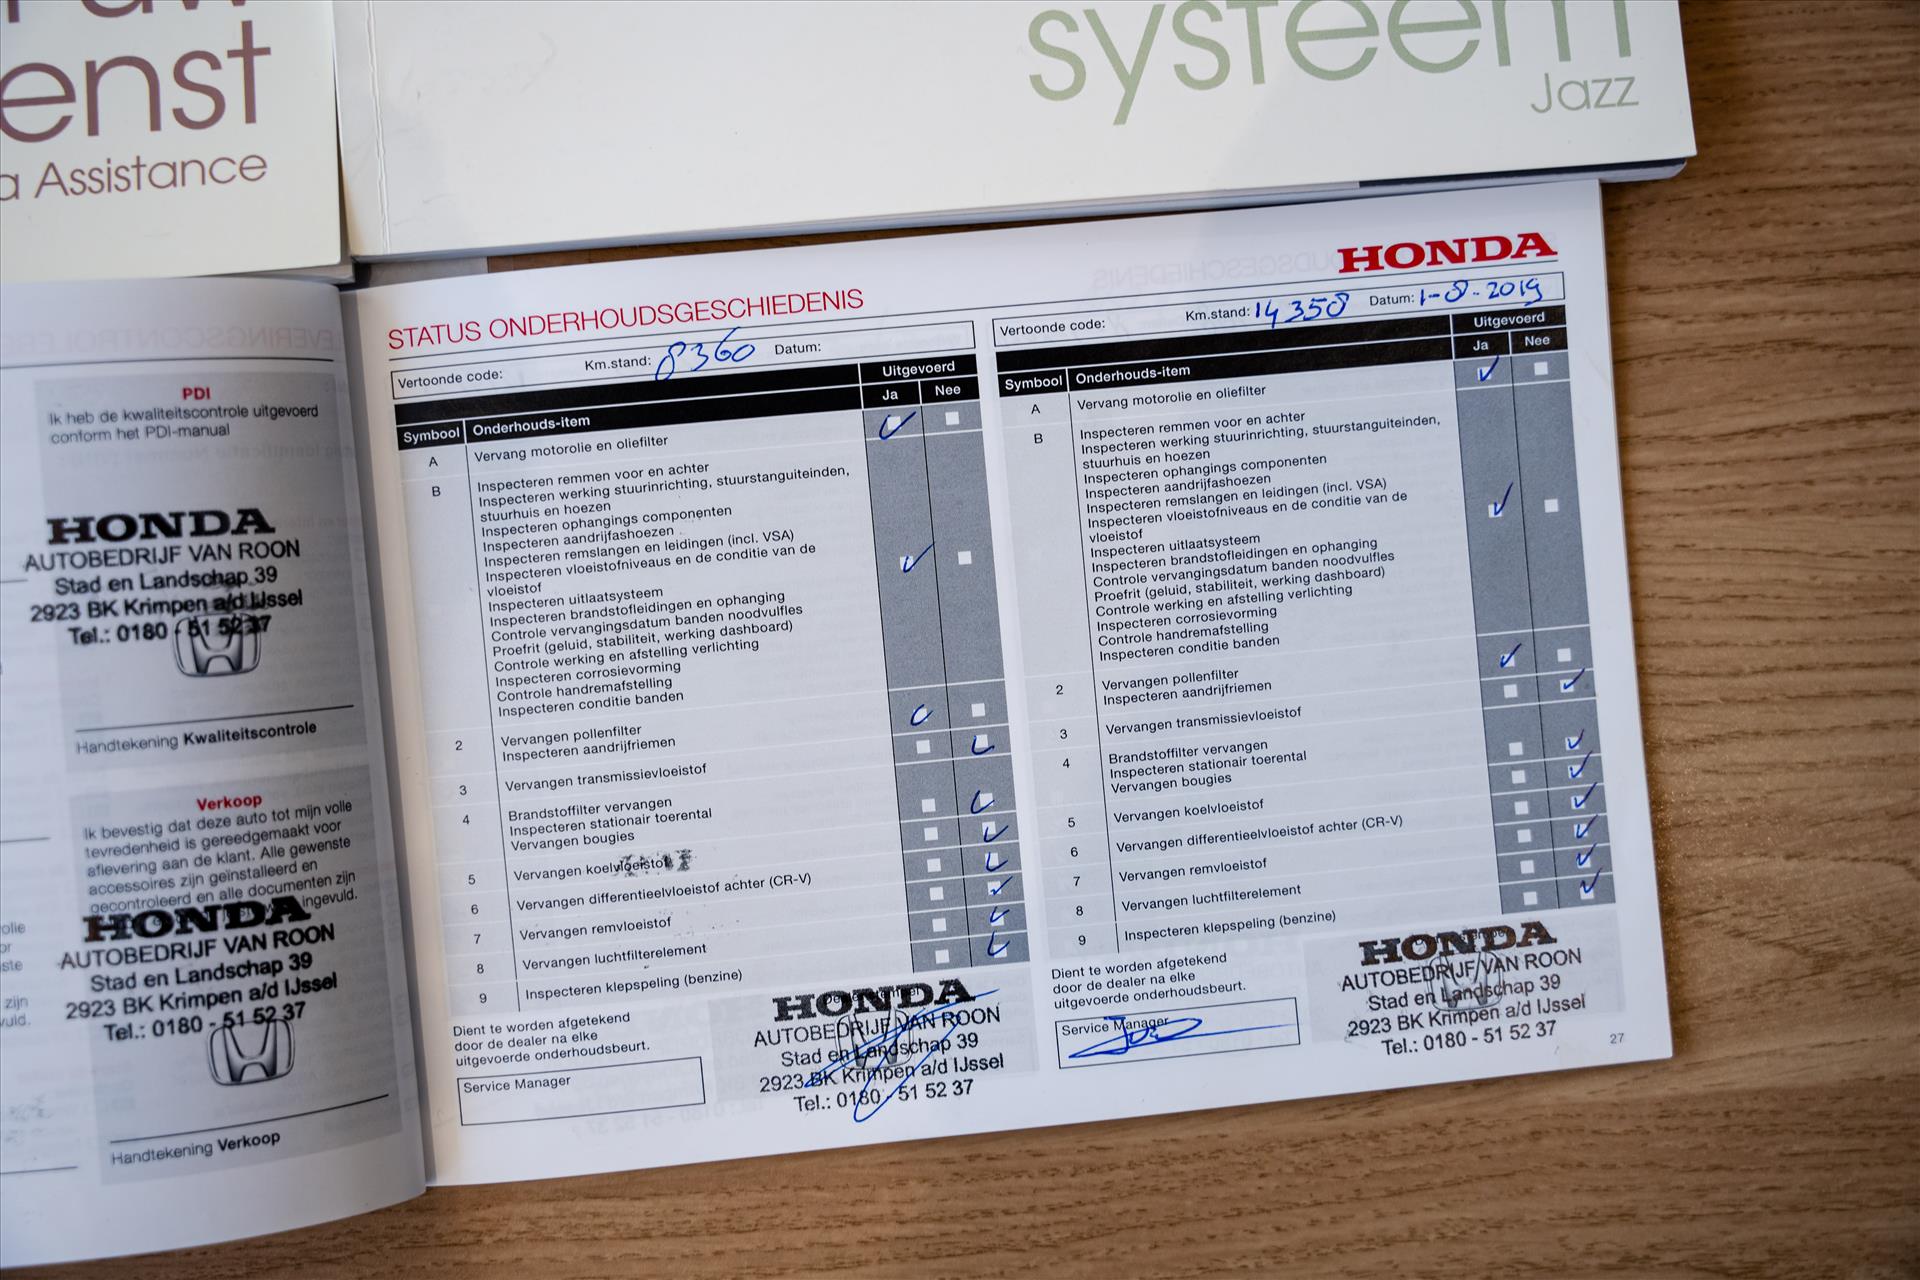 enst
a Assistance
systeem
Jazz
PDI
Ik heb de kwaliteitscontrole uitgevoerd
conform het PDI-manual
HONDA
AUTOBEDRIJF VAN ROON
Stad en Landschap 39
2923 BK Krimpen a/d IJssel
Tel.: 0180 - 51 52 37
Handtekening Kwaliteitscontrole
Verkoop
Ik bevestig dat deze auto tot mijn volle
tevredenheid is gereedgemaakt voor
aflevering aan de klant. Alle gewenste
accessoires zijn geïnstalleerd en
gecontroleerd en alle documenten zijn
ingevuld.
HONDA
AUTOBEDRIJF VAN ROON
Stad en Landschap 39
2923 BK Krimpen a/d IJssel
Tel.: 0180 - 51 52 37
Handtekening Verkoop
HONDA
STATUS ONDERHOUDSGESCHIEDENIS
Vertoonde code: Km.stand: 8360 Datum:
Uitgevoerd
Symbool Onderhouds-item Ja Nee
A Vervang motorolie en oliefilter
B Inspecteren remmen voor en achter
Inspecteren werking stuurinrichting, stuurstanguiteinden,
stuurhuis en hoezen
Inspecteren ophangings componenten
Inspecteren aandrijfashoezen
Inspecteren remslangen en leidingen (incl. VSA)
Inspecteren vloeistofniveaus en de conditie van de
vloeistof
Inspecteren uitlaatsysteem
Inspecteren brandstofleidingen en ophanging
Controle vervangingsdatum banden noodvulfles
Proefrit (geluid, stabiliteit, werking dashboard)
Controle werking en afstelling verlichting
Inspecteren corrosievorming
Controle handremafstelling
Inspecteren conditie banden
2 Vervangen pollenfilter
Inspecteren aandrijfriemen
3 Vervangen transmissievloeistof
4 Brandstoffilter vervangen
Inspecteren stationair toerental
Vervangen bougies
5 Vervangen koelvloeistof
6 Vervangen differentieelvloeistof achter (CR-V)
7 Vervangen remvloeistof
8 Vervangen luchtfilterelement
9 Inspecteren klepspeling (benzine)
Dient te worden afgetekend
door de dealer na elke
uitgevoerde onderhoudsbeurt.
Service Manager
HONDA
AUTOBEDRIJF VAN ROON
Stad en Landschap 39
2923 BK Krimpen a/d IJssel
Tel.: 0180 - 51 52 37
Vertoonde code: Km.stand: 14358 Datum: 1-8-2019
Uitgevoerd
Symbool Onderhouds-item Ja Nee
A Vervang motorolie en oliefilter
B Inspecteren remmen voor en achter
Inspecteren werking stuurinrichting, stuurstanguiteinden,
stuurhuis en hoezen
Inspecteren ophangings componenten
Inspecteren aandrijfashoezen
Inspecteren remslangen en leidingen (incl. VSA)
Inspecteren vloeistofniveaus en de conditie van de
vloeistof
Inspecteren uitlaatsysteem
Inspecteren brandstofleidingen en ophanging
Controle vervangingsdatum banden noodvulfles
Proefrit (geluid, stabiliteit, werking dashboard)
Controle werking en afstelling verlichting
Inspecteren corrosievorming
Controle handremafstelling
Inspecteren conditie banden
2 Vervangen pollenfilter
Inspecteren aandrijfriemen
3 Vervangen transmissievloeistof
4 Brandstoffilter vervangen
Inspecteren stationair toerental
Vervangen bougies
5 Vervangen koelvloeistof
6 Vervangen differentieelvloeistof achter (CR-V)
7 Vervangen remvloeistof
8 Vervangen luchtfilterelement
9 Inspecteren klepspeling (benzine)
Dient te worden afgetekend
door de dealer na elke
uitgevoerde onderhoudsbeurt.
Service Manager
HONDA
AUTOBEDRIJF VAN ROON
Stad en Landschap 39
2923 BK Krimpen a/d IJssel
Tel.: 0180 - 51 52 37
27